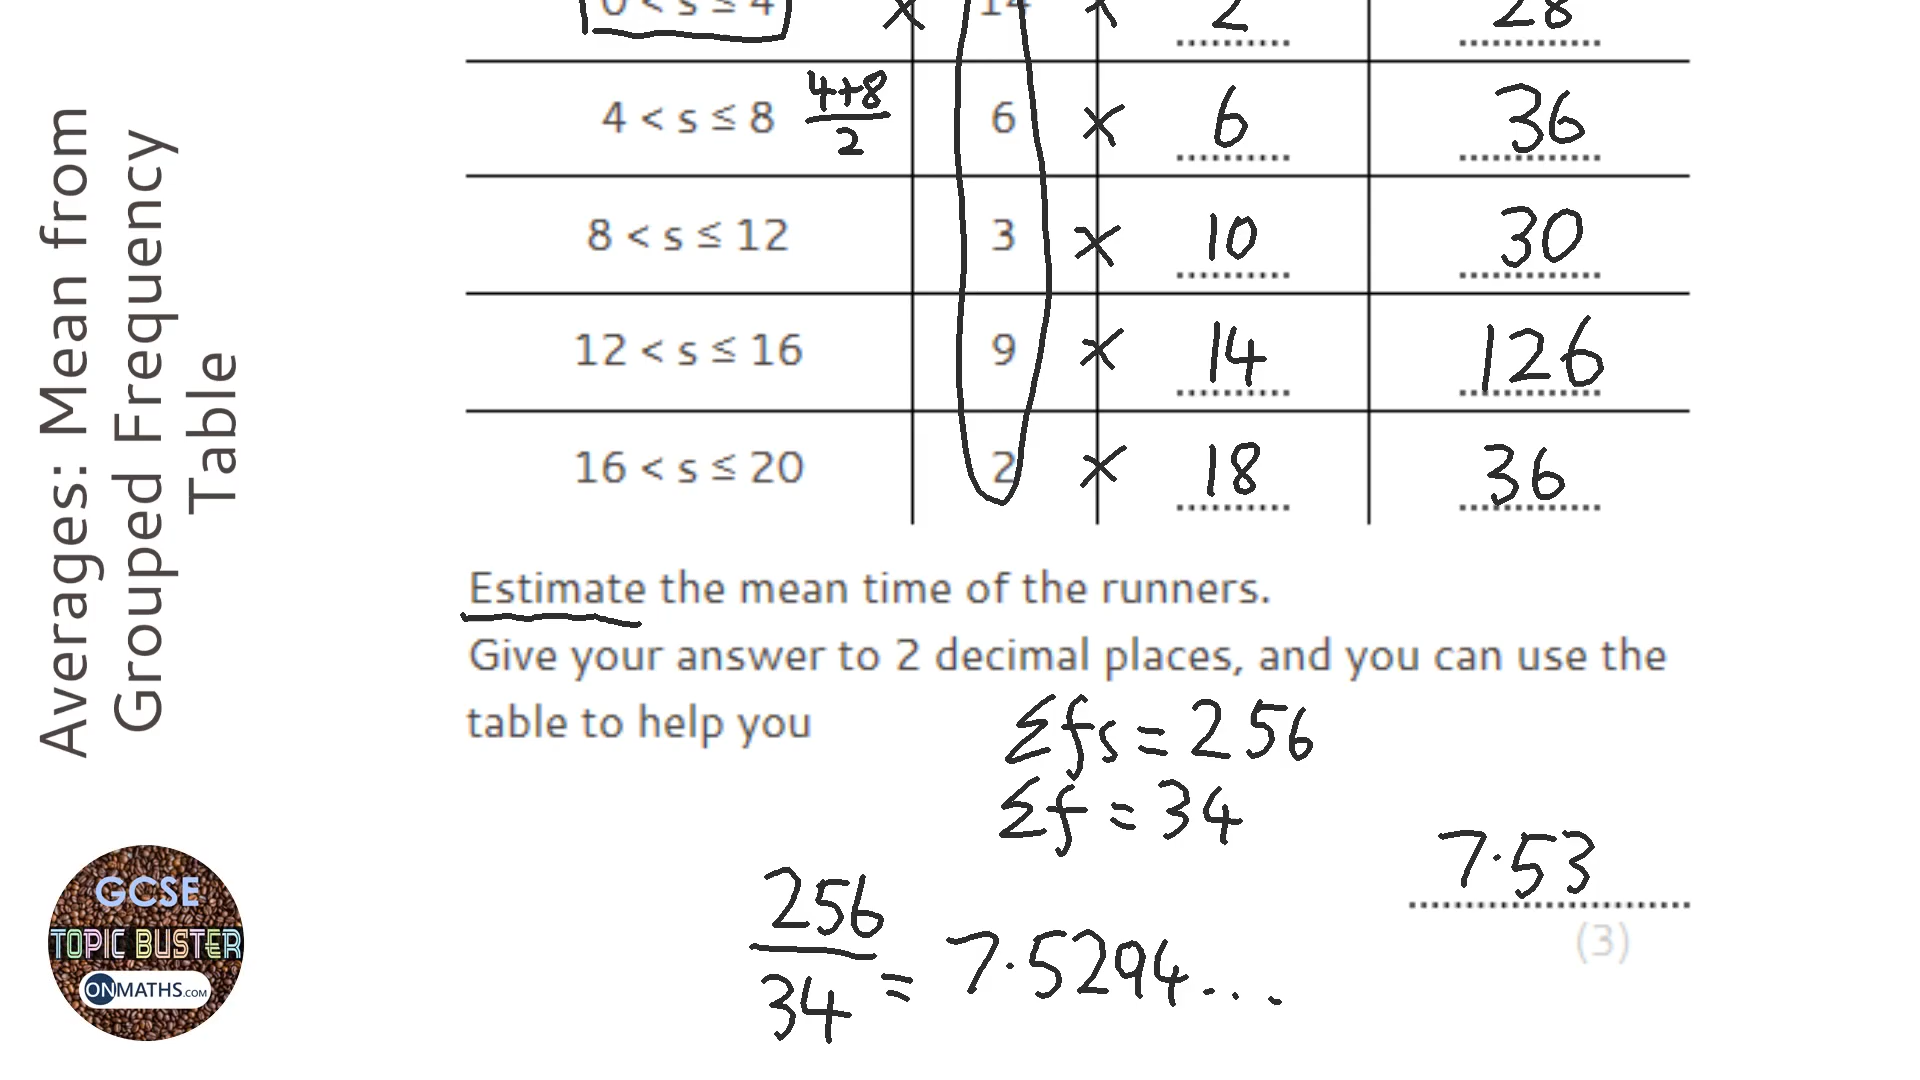 Averages: Mean from
Grouped Frequency
Table
0 < s ≤ 4 × 14 × 2 28
4 < s ≤ 8 4+8/2 6 × 6 36
8 < s ≤ 12 3 × 10 30
12 < s ≤ 16 9 × 14 126
16 < s ≤ 20 2 × 18 36
Estimate the mean time of the runners.
Give your answer to 2 decimal places, and you can use the
table to help you
Σfs = 256
Σf = 34
7.53
(3)
256/34 = 7.5294...
GCSE
TOPIC BUSTER
ONMATHS.COM